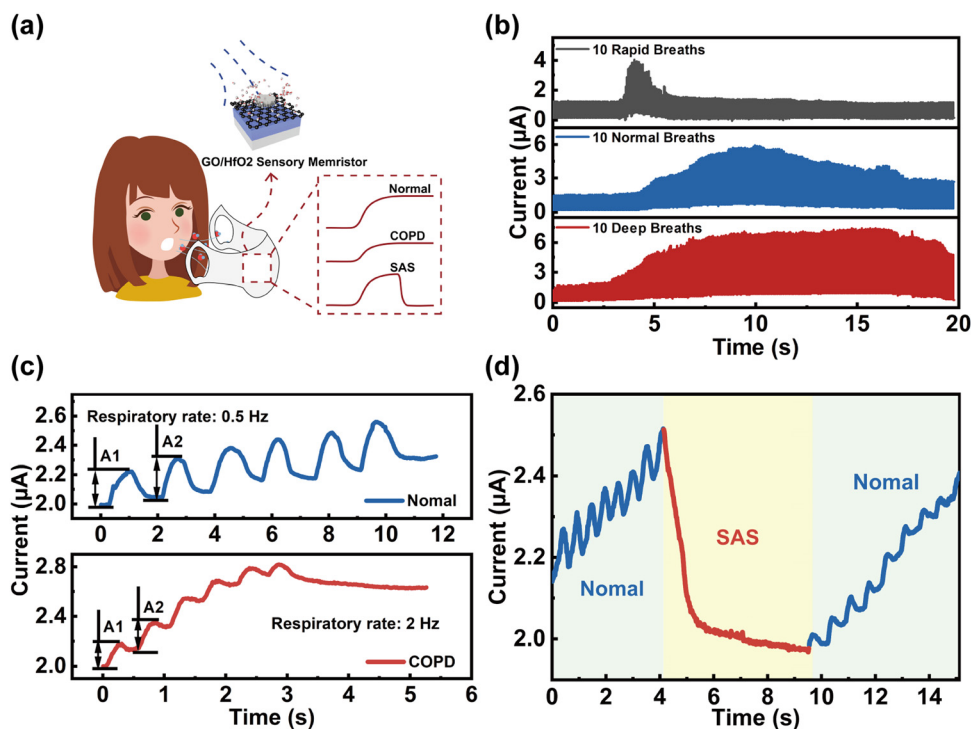 (a)
GO/HfO2 Sensory Memristor
Normal
COPD
SAS
(b)
10 Rapid Breaths
4
2
0
10 Normal Breaths
6
3
0
10 Deep Breaths
6
3
0
Current (µA)
0 5 10 15 20
Time (s)
(c)
Respiratory rate: 0.5 Hz
A1
A2
2.6
2.4
2.2
2.0
Nomal
0 2 4 6 8 10 12
2.8
2.4
2.0
A1
A2
Respiratory rate: 2 Hz
COPD
Current (µA)
0 1 2 3 4 5 6
Time (s)
(d)
2.6
2.4
2.2
2.0
Current (µA)
Nomal
SAS
Nomal
0 2 4 6 8 10 12 14
Time (s)